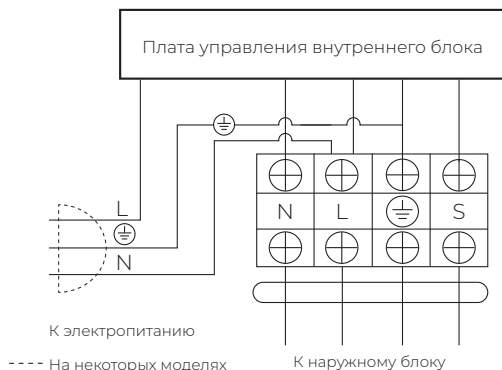 Плата управления внутреннего блока
L
N
N L S
К электропитанию
На некоторых моделях
К наружному блоку